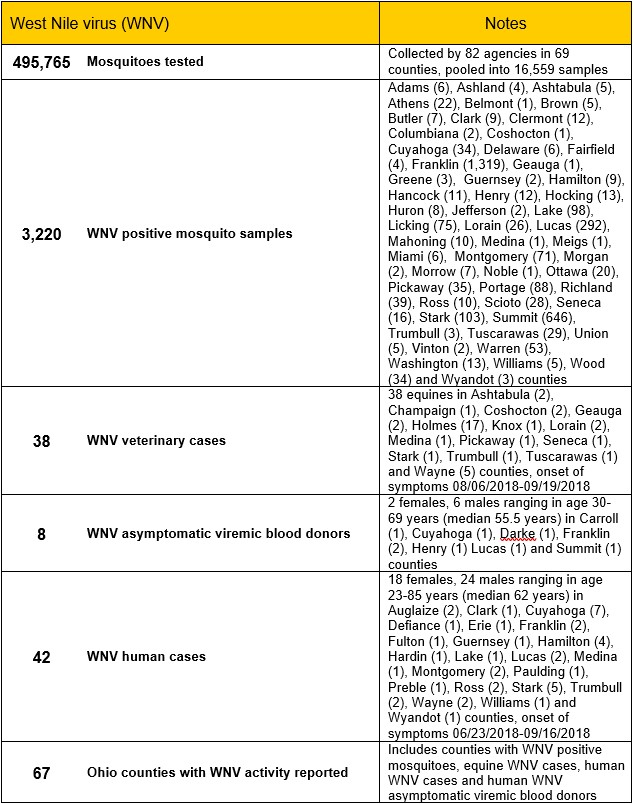 West Nile virus (WNV) Notes
495,765 Mosquitoes tested
Collected by 82 agencies in 69
counties, pooled into 16,559 samples
3,220 WNV positive mosquito samples
Adams (6), Ashland (4), Ashtabula (5),
Athens (22), Belmont (1), Brown (5),
Butler (7), Clark (9), Clermont (12),
Columbiana (2), Coshocton (1),
Cuyahoga (34), Delaware (6), Fairfield
(4), Franklin (1,319), Geauga (1),
Greene (3), Guernsey (2), Hamilton (9),
Hancock (11), Henry (12), Hocking (13),
Huron (8), Jefferson (2), Lake (98),
Licking (75), Lorain (26), Lucas (292),
Mahoning (10), Medina (1), Meigs (1),
Miami (6), Montgomery (71), Morgan
(2), Morrow (7), Noble (1), Ottawa (20),
Pickaway (35), Portage (88), Richland
(39), Ross (10), Scioto (28), Seneca
(16), Stark (103), Summit (646),
Trumbull (3), Tuscarawas (29), Union
(5), Vinton (2), Warren (53),
Washington (13), Williams (5), Wood
(34) and Wyandot (3) counties
38 WNV veterinary cases
38 equines in Ashtabula (2),
Champaign (1), Coshocton (2), Geauga
(2), Holmes (17), Knox (1), Lorain (2),
Medina (1), Pickaway (1), Seneca (1),
Stark (1), Trumbull (1), Tuscarawas (1)
and Wayne (5) counties, onset of
symptoms 08/06/2018-09/19/2018
8 WNV asymptomatic viremic blood donors
2 females, 6 males ranging in age 30-
69 years (median 55.5 years) in Carroll
(1), Cuyahoga (1), Darke (1), Franklin
(2), Henry (1) Lucas (1) and Summit (1)
counties
42 WNV human cases
18 females, 24 males ranging in age
23-85 years (median 62 years) in
Auglaize (2), Clark (1), Cuyahoga (7),
Defiance (1), Erie (1), Franklin (2),
Fulton (1), Guernsey (1), Hamilton (4),
Hardin (1), Lake (1), Lucas (2), Medina
(1), Montgomery (2), Paulding (1),
Preble (1), Ross (2), Stark (5), Trumbull
(2), Wayne (2), Williams (1) and
Wyandot (1) counties, onset of
symptoms 06/23/2018-09/16/2018
67 Ohio counties with WNV activity reported
Includes counties with WNV positive
mosquitoes, equine WNV cases, human
WNV cases and human WNV
asymptomatic viremic blood donors